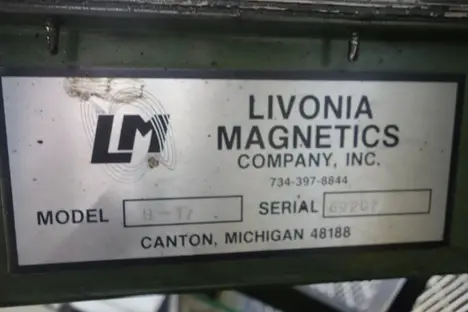 LM
LIVONIA
MAGNETICS
COMPANY, INC.
734-397-8844
MODEL SERIAL
CANTON, MICHIGAN 48188